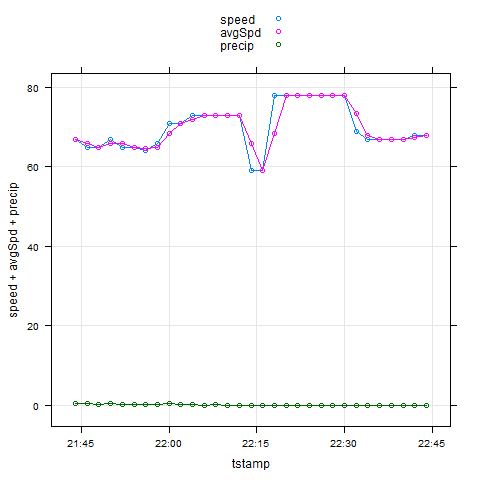 speed
avgSpd
precip
80
60
40
20
0
speed + avgSpd + precip
21:45 22:00 22:15 22:30 22:45
tstamp